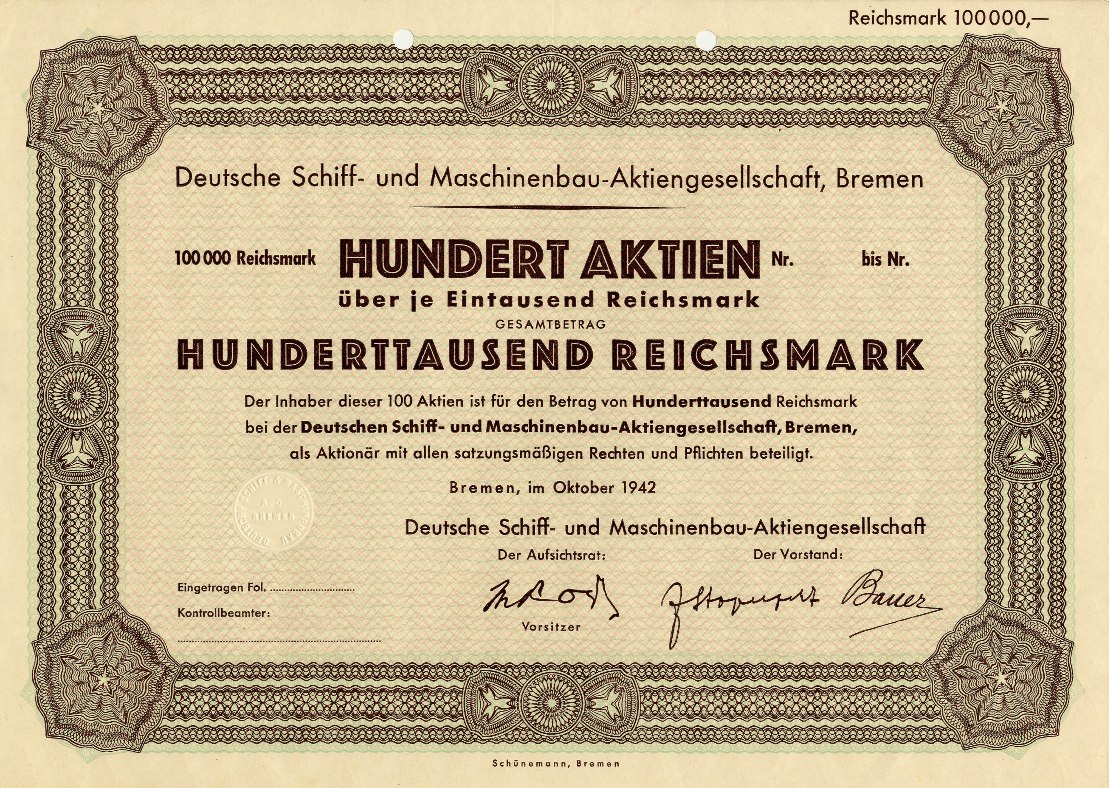 Reichsmark 100000,—
Deutsche Schiff- und Maschinenbau-Aktiengesellschaft, Bremen
100 000 Reichsmark HUNDERT AKTIEN Nr. bis Nr.
über je Eintausend Reichsmark
GESAMTBETRAG
HUNDERTTAUSEND REICHSMARK
Der Inhaber dieser 100 Aktien ist für den Betrag von Hunderttausend Reichsmark
bei der Deutschen Schiff- und Maschinenbau-Aktiengesellschaft, Bremen,
als Aktionär mit allen satzungsmäßigen Rechten und Pflichten beteiligt.
Bremen, im Oktober 1942
BREMEN
Deutsche Schiff- und Maschinenbau-Aktiengesellschaft
Der Aufsichtsrat: Der Vorstand:
Eingetragen Fol.
Kontrollbeamter:
Bauer
Vorsitzer
Schünemann, Bremen